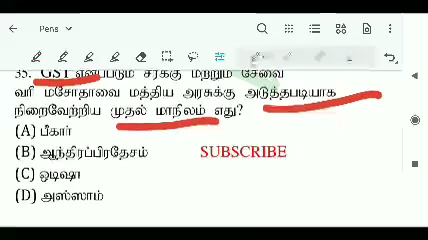 Pens
35. GST எனப்படும் சரக்கு மற்றும் சேவை
வரி மசோதாவை மத்திய அரசுக்கு அடுத்தபடியாக
நிறைவேற்றிய முதல் மாநிலம் எது?
(A) பீகார்
(B) ஆந்திரப்பிரதேசம்
SUBSCRIBE
(C) ஒடிஷா
(D) அஸ்ஸாம்